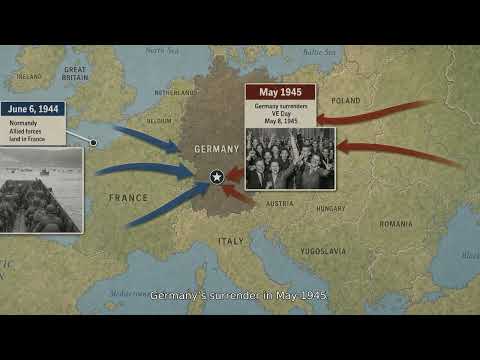 North Sea
Baltic Sea
IRELAND
GREAT
BRITAIN
NETHERLANDS
BELGIUM
June 6, 1944
Normandy
Allied forces
land in France
May 1945
Germany surrenders
VE Day
May 8, 1945
POLAND
GERMANY
FRANCE
AUSTRIA
HUNGARY
ROMANIA
ITALY
YUGOSLAVIA
Black
Germany's surrender in May 1945